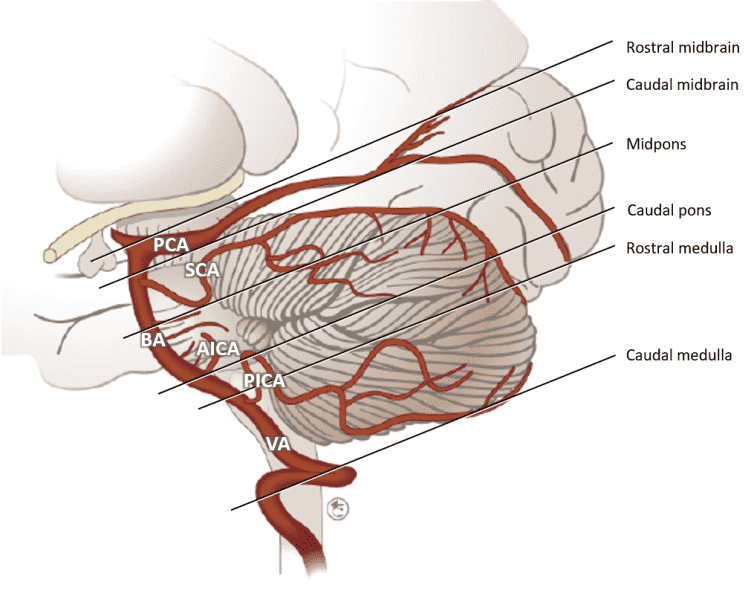 Rostral midbrain
Caudal midbrain
Midpons
Caudal pons
Rostral medulla
Caudal medulla
PCA
SCA
BA
AICA
PICA
VA